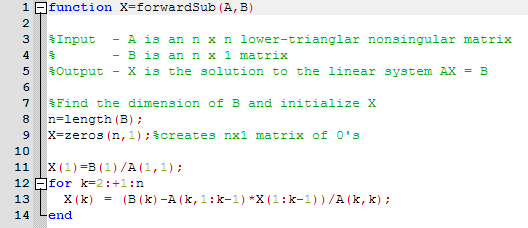 1 function X=forwardSub(A,B)
2
3 %Input  - A is an n x n lower-trianglar nonsingular matrix
4 %       - B is an n x 1 matrix
5 %Output - X is the solution to the linear system AX = B
6
7 %Find the dimension of B and initialize X
8 n=length(B);
9 X=zeros(n,1);%creates nx1 matrix of 0's
10
11 X(1)=B(1)/A(1,1);
12 for k=2:+1:n
13   X(k) = (B(k)-A(k,1:k-1)*X(1:k-1))/A(k,k);
14 end